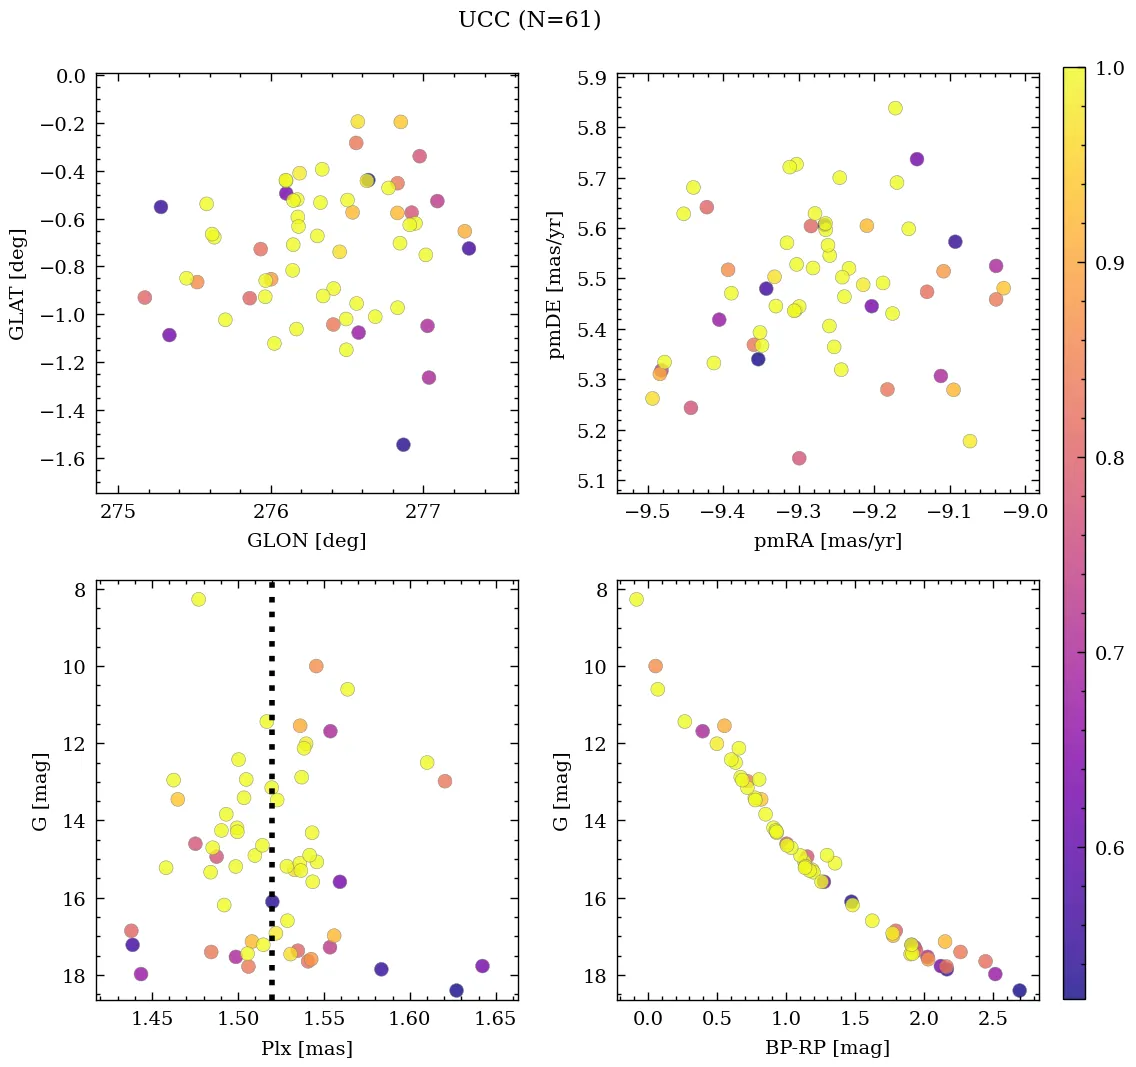 UCC (N=61)
0.0
−0.2
−0.4
−0.6
−0.8
−1.0
−1.2
−1.4
−1.6
GLAT [deg]
275 276 277
GLON [deg]
5.9
5.8
5.7
5.6
5.5
5.4
5.3
5.2
5.1
pmDE [mas/yr]
−9.5 −9.4 −9.3 −9.2 −9.1 −9.0
pmRA [mas/yr]
1.0
0.9
0.8
0.7
0.6
8
10
12
14
16
18
G [mag]
1.45 1.50 1.55 1.60 1.65
Plx [mas]
8
10
12
14
16
18
G [mag]
0.0 0.5 1.0 1.5 2.0 2.5
BP-RP [mag]